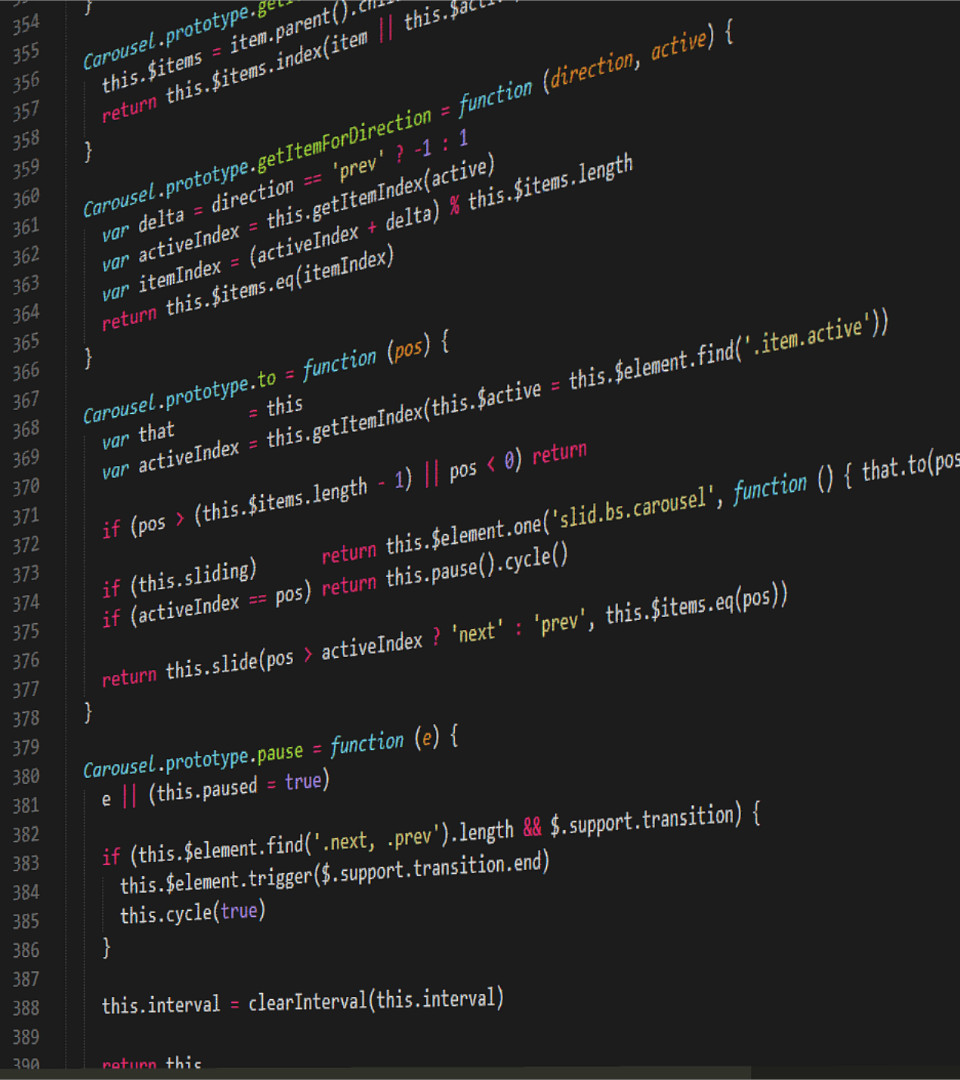 354 }
355
356 Carousel.prototype.
357 this.$items = item.parent().
358 return this.$items.index(item ||
359 }
360
361 Carousel.prototype.getItemForDirection = function (direction, active) {
362 var delta = direction == 'prev' ? -1 : 1
363 var activeIndex = this.getItemIndex(active)
364 var itemIndex = (activeIndex + delta) % this.$items.length
365 return this.$items.eq(itemIndex)
366 }
367
368 Carousel.prototype.to = function (pos) {
369 var that        = this
370 var activeIndex = this.getItemIndex(this.$active = this.$element.find('.item.active'))
371
372 if (pos > (this.$items.length - 1) || pos < 0) return
373
374 if (this.sliding)       return this.$element.one('slid.bs.carousel', function () { that.to(pos
375 if (activeIndex == pos) return this.pause().cycle()
376
377 return this.slide(pos > activeIndex ? 'next' : 'prev', this.$items.eq(pos))
378 }
379
380 Carousel.prototype.pause = function (e) {
381 e || (this.paused = true)
382
383 if (this.$element.find('.next, .prev').length && $.support.transition) {
384 this.$element.trigger($.support.transition.end)
385 this.cycle(true)
386 }
387
388 this.interval = clearInterval(this.interval)
389
390 return this